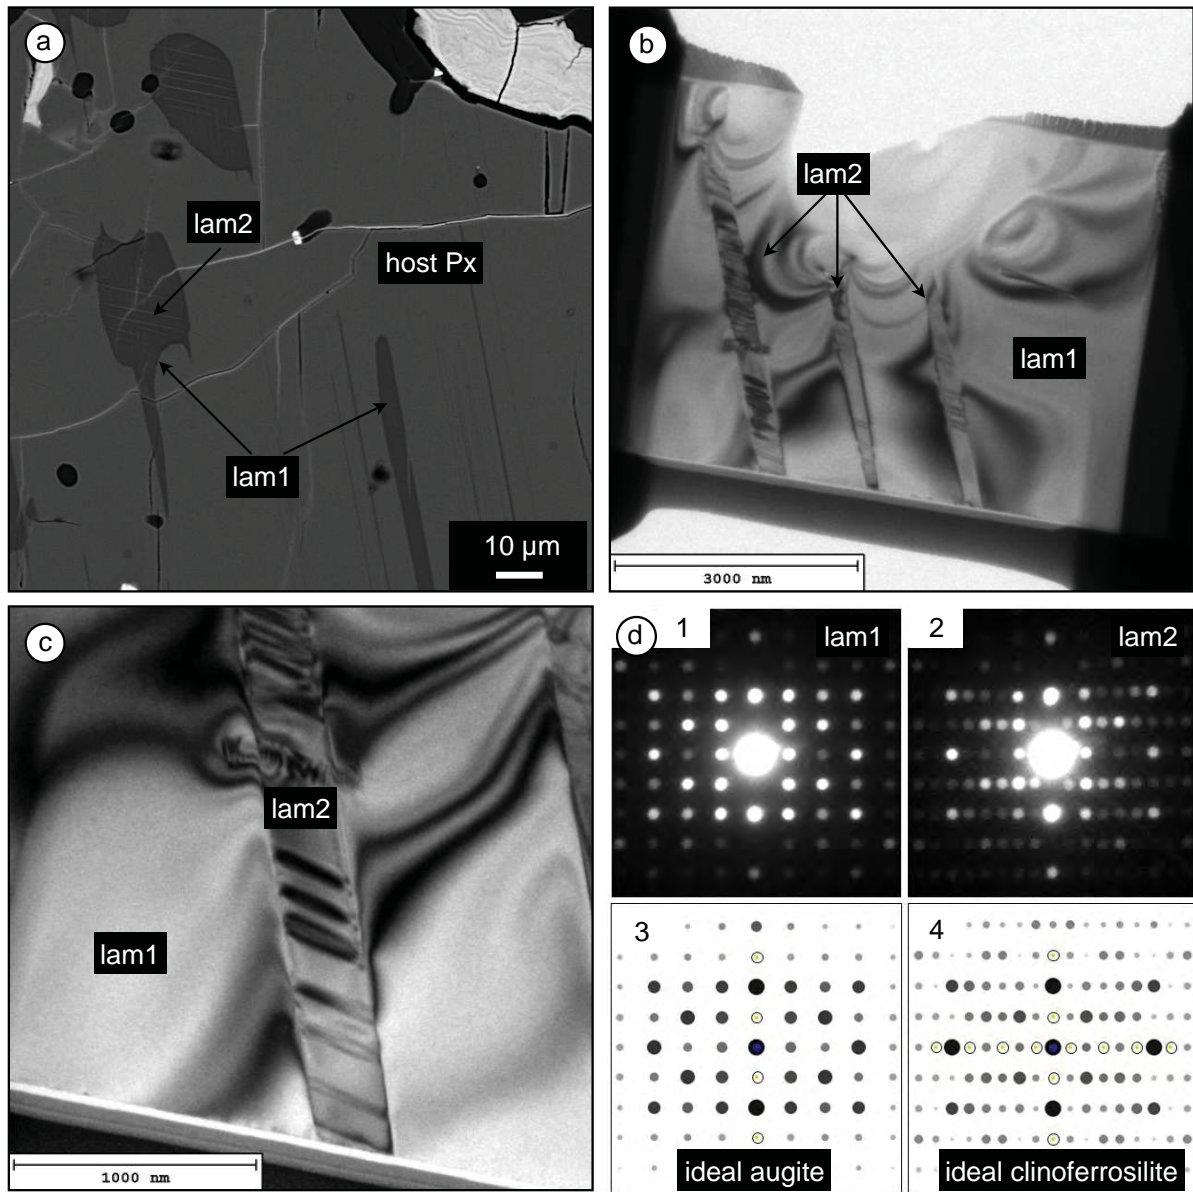 a
lam2
host Px
lam1
10 µm
b
lam2
lam1
3000 nm
c
lam2
lam1
1000 nm
d
1
lam1
2
lam2
3
ideal augite
4
ideal clinoferrosilite